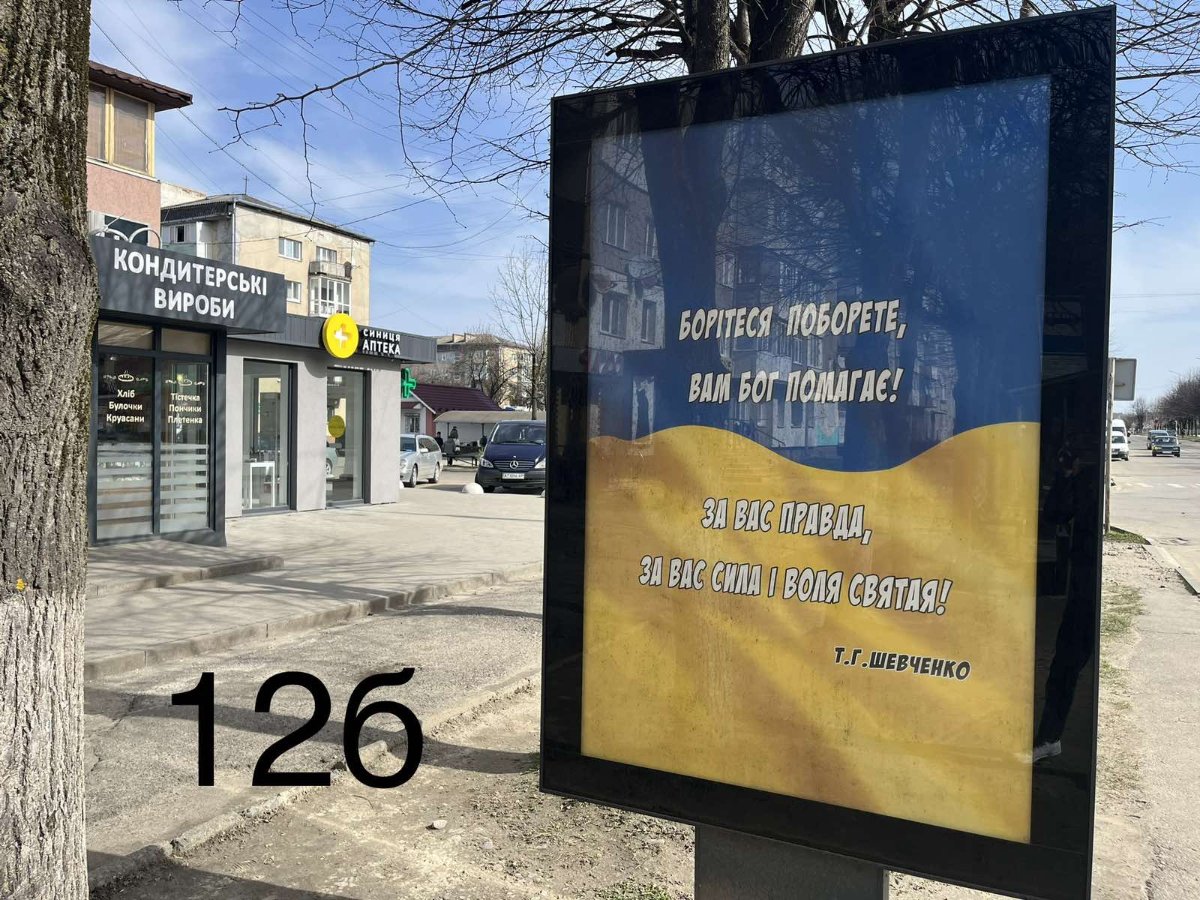 КОНДИТЕРСЬКІ
ВИРОБИ
СИНИЦЯ
АПТЕКА
Хліб
Булочки
Круасани
Тістечка
Пончики
Плетенка
БОРІТЕСЯ ПОБОРЕТЕ,
ВАМ БОГ ПОМАГАЄ!
ЗА ВАС ПРАВДА,
ЗА ВАС СИЛА І ВОЛЯ СВЯТАЯ!
Т.Г.ШЕВЧЕНКО
12б